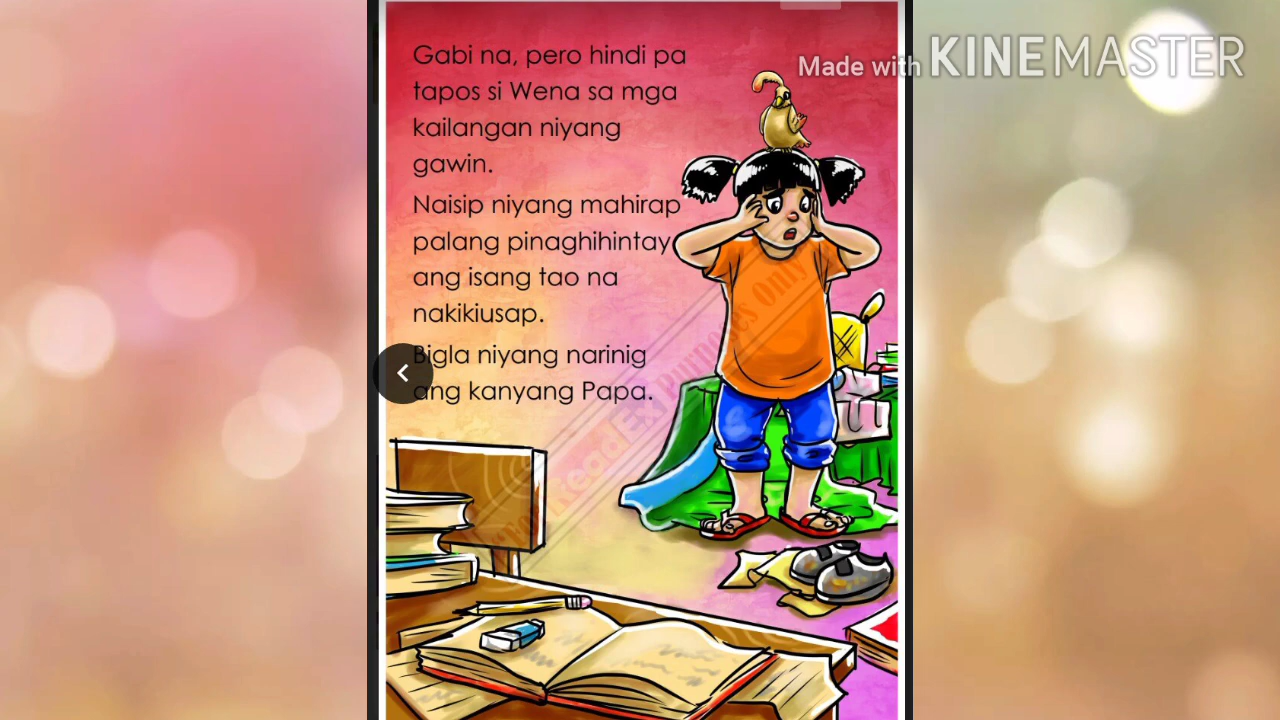 Gabi na, pero hindi pa
tapos si Wena sa mga
kailangan niyang
gawin.
Naisip niyang mahirap
palang pinaghihintay
ang isang tao na
nakikiusap.
Bigla niyang narinig
ang kanyang Papa.
Made with KINEMASTER